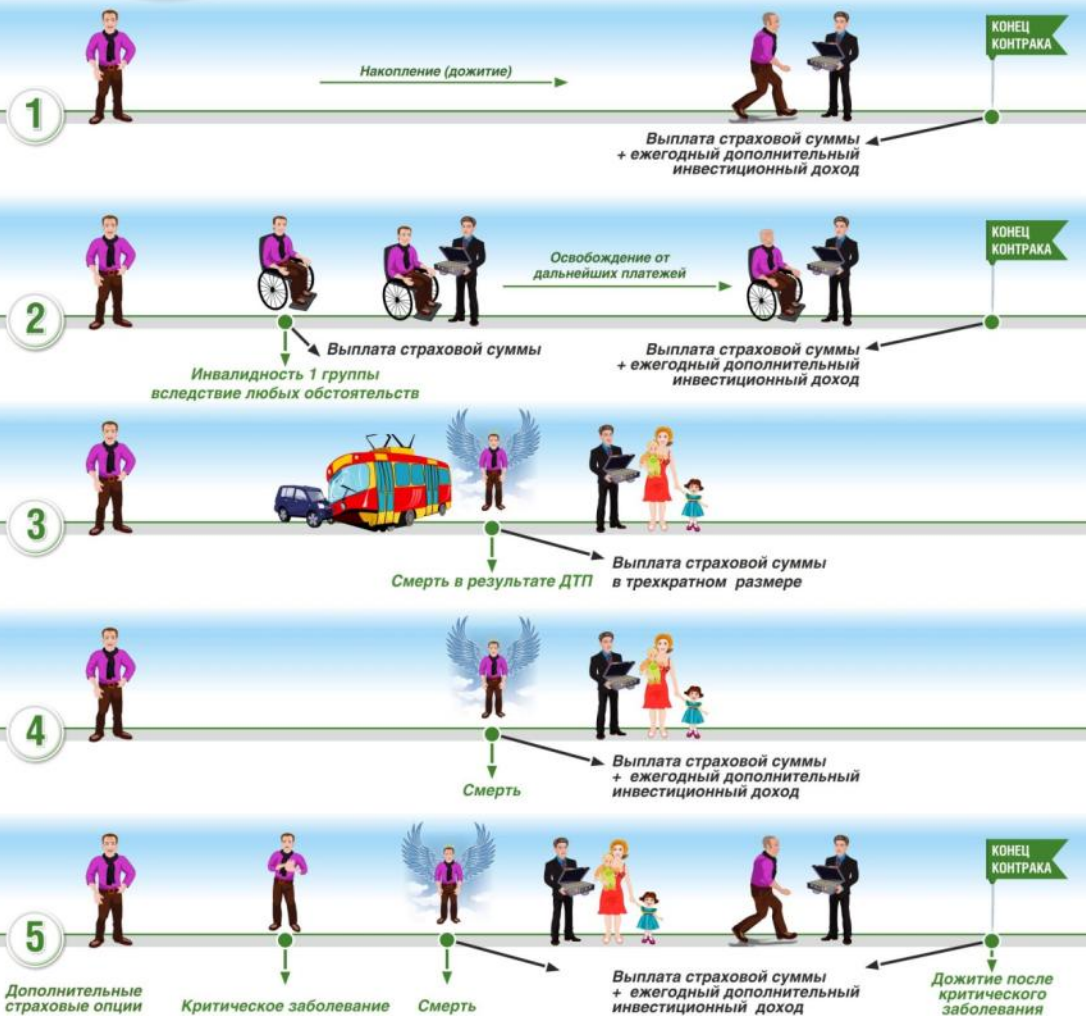 Накопление (дожитие)
КОНЕЦ
КОНТРАКА
1
Выплата страховой суммы
+ ежегодный дополнительный
инвестиционный доход
Освобождение от
дальнейших платежей
КОНЕЦ
КОНТРАКА
2
Выплата страховой суммы
Инвалидность 1 группы
вследствие любых обстоятельств
Выплата страховой суммы
+ ежегодный дополнительный
инвестиционный доход
3
Смерть в результате ДТП
Выплата страховой суммы
в трехкратном размере
4
Смерть
Выплата страховой суммы
+ ежегодный дополнительный
инвестиционный доход
КОНЕЦ
КОНТРАКА
5
Дополнительные
страховые опции
Критическое заболевание
Смерть
Выплата страховой суммы
+ ежегодный дополнительный
инвестиционный доход
Дожитие после
критического
заболевания